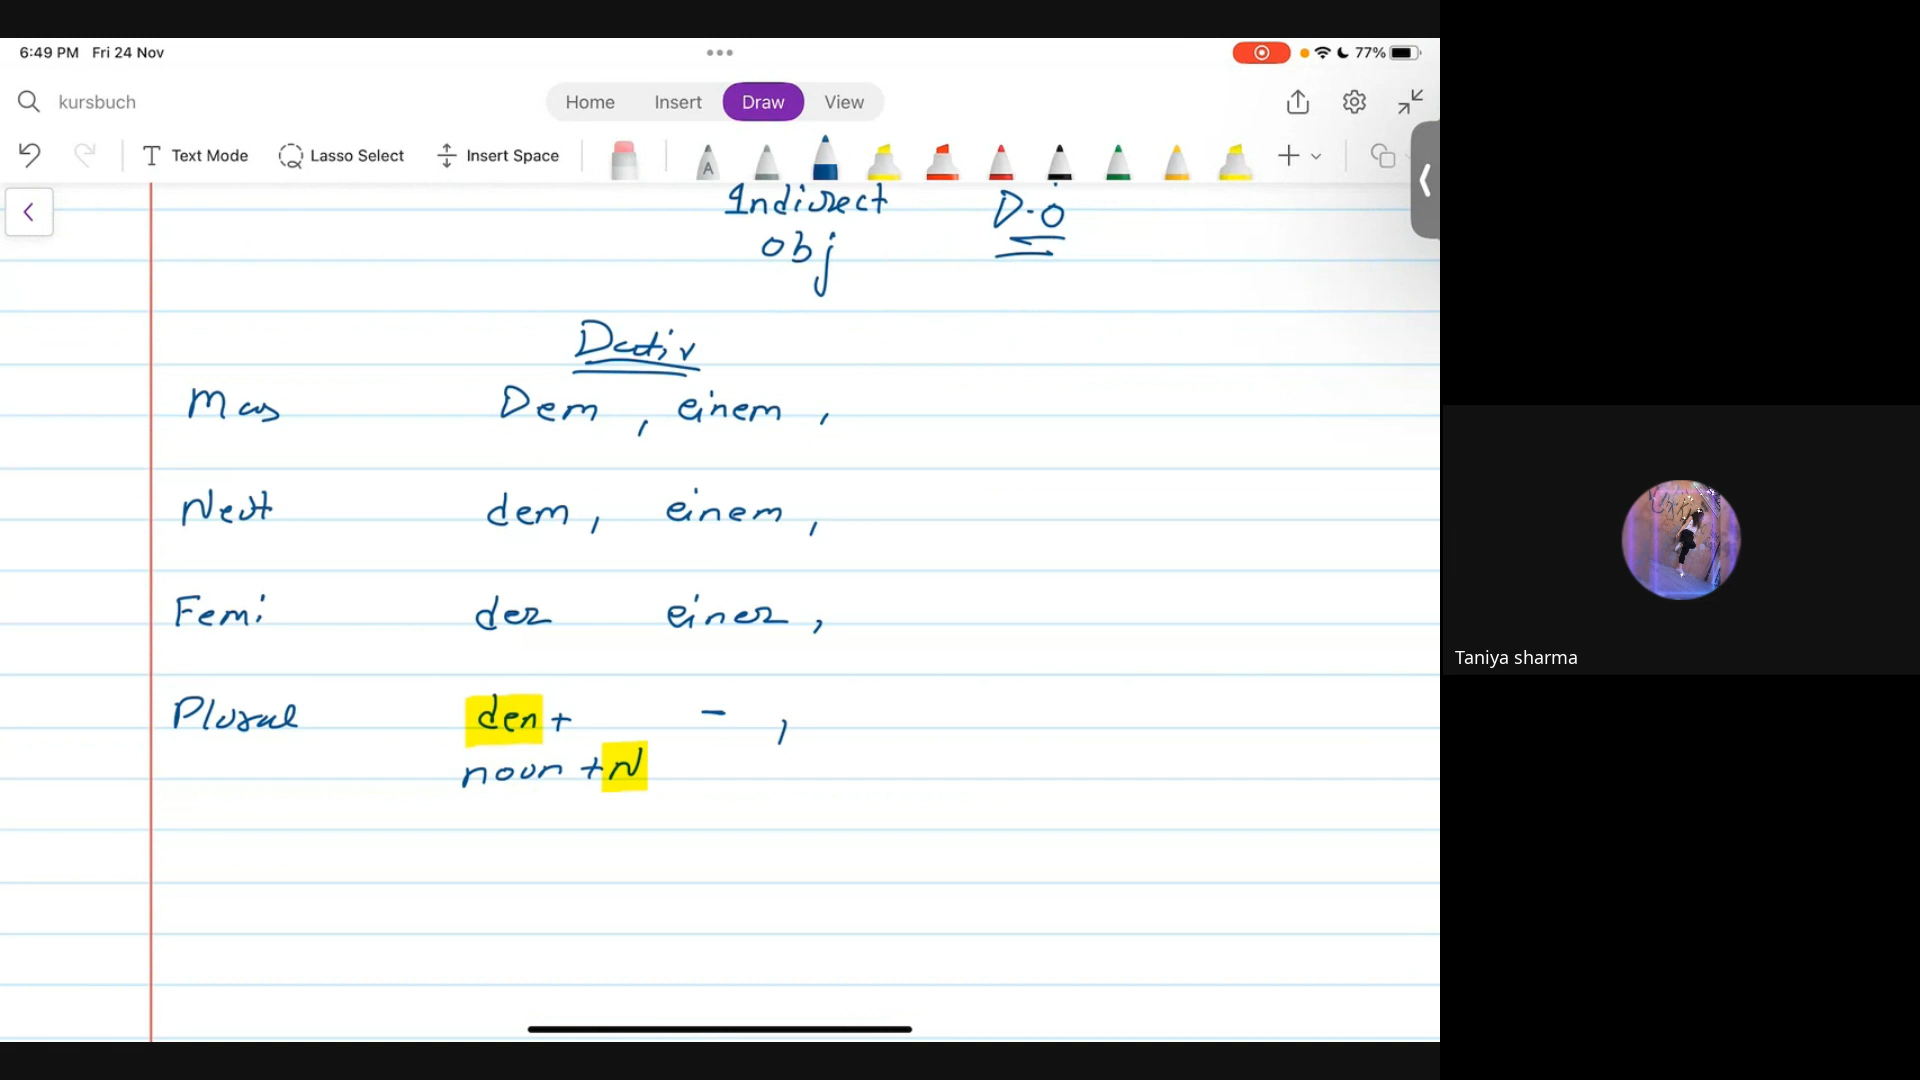 6:49 PM Fri 24 Nov 77%
kursbuch Home Insert Draw View
Text Mode Lasso Select Insert Space A
Indirect D.O
obj
Dativ
Mas Dem , einem ,
Neut dem , einem ,
Femi der einer ,
Plural den + - ,
noun + N
Taniya sharma